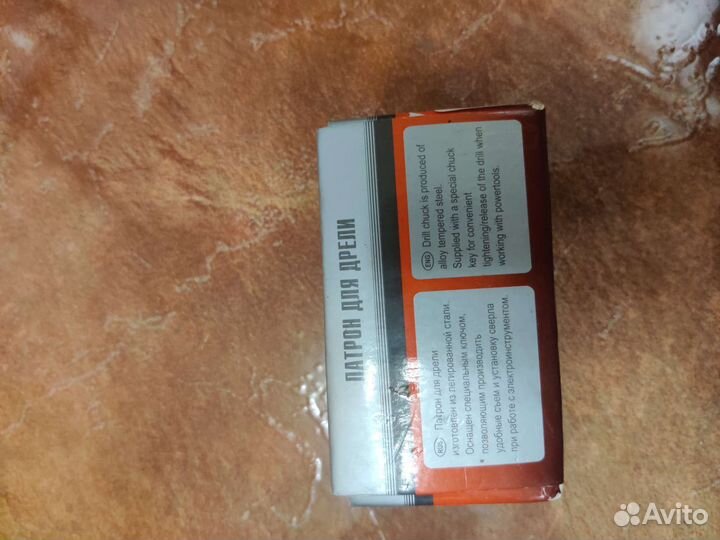 ПАТРОН ДЛЯ ДРЕЛИ
RUS Патрон для дрели
изготовлен из легированной стали.
Оснащен специальным ключом,
позволяющим производить
удобные съем и установку сверла
при работе с электроинструментом.
ENG Drill chuck is produced of
alloy tempered steel.
Supplied with a special chuck
key for convenient
tightening/release of the drill when
working with powertools.
Avito